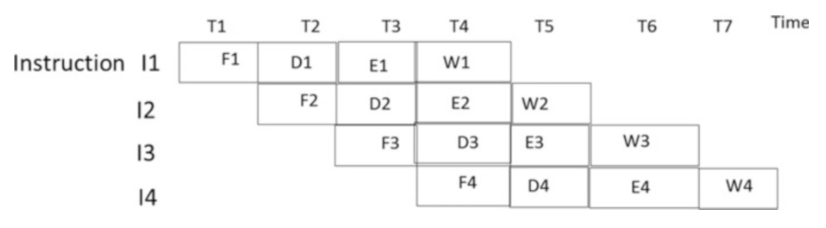 T1 T2 T3 T4 T5 T6 T7 Time
Instruction I1 F1 D1 E1 W1
I2 F2 D2 E2 W2
I3 F3 D3 E3 W3
I4 F4 D4 E4 W4